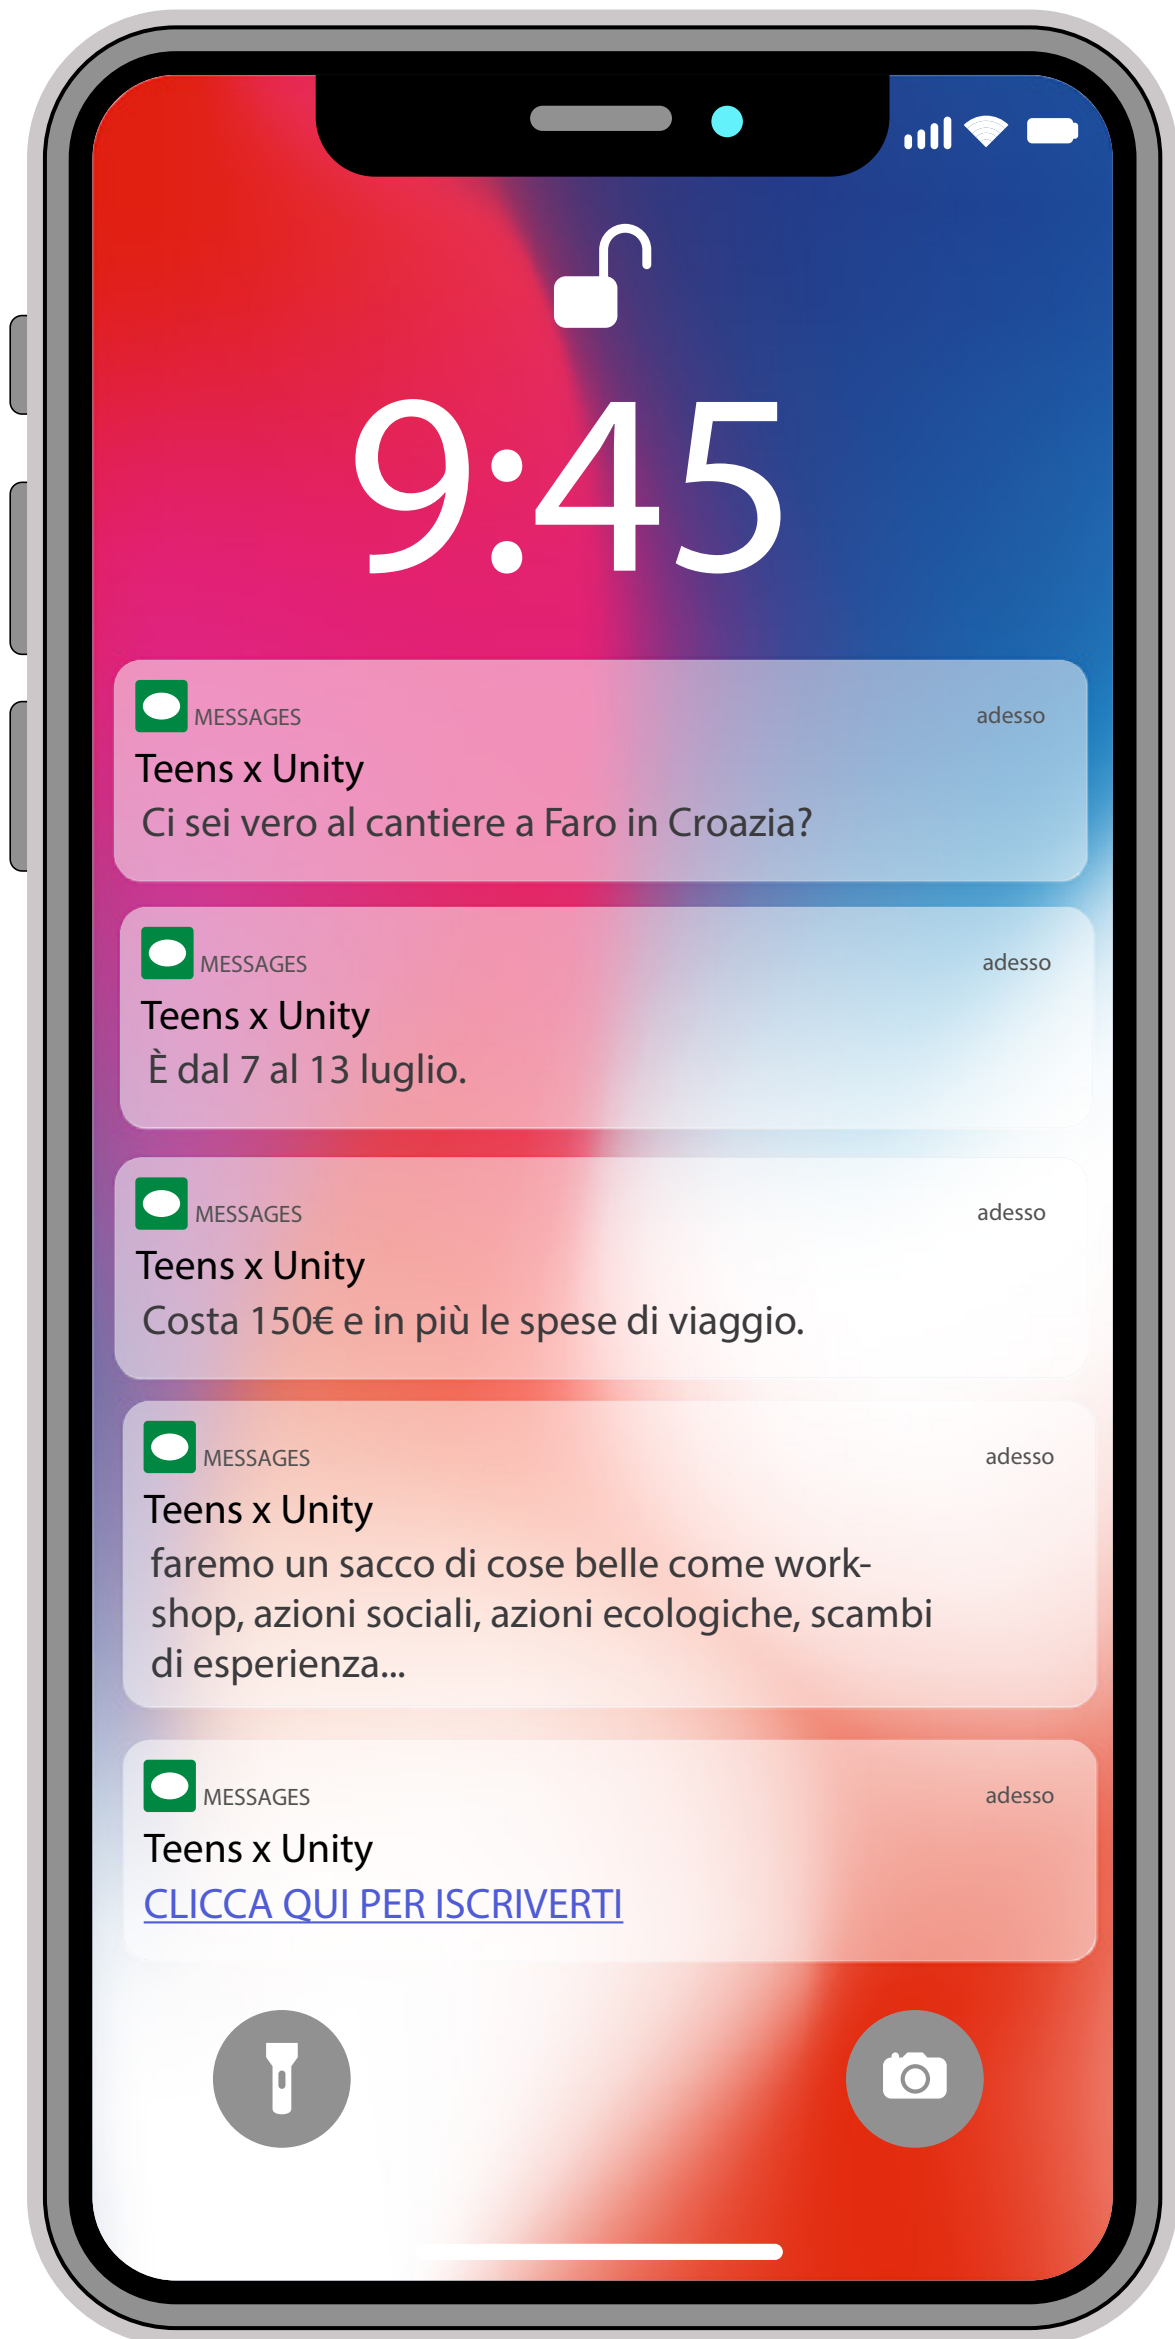 9:45
MESSAGES adesso
Teens x Unity
Ci sei vero al cantiere a Faro in Croazia?
MESSAGES adesso
Teens x Unity
È dal 7 al 13 luglio.
MESSAGES adesso
Teens x Unity
Costa 150€ e in più le spese di viaggio.
MESSAGES adesso
Teens x Unity
faremo un sacco di cose belle come work-
shop, azioni sociali, azioni ecologiche, scambi
di esperienza...
MESSAGES adesso
Teens x Unity
CLICCA QUI PER ISCRIVERTI